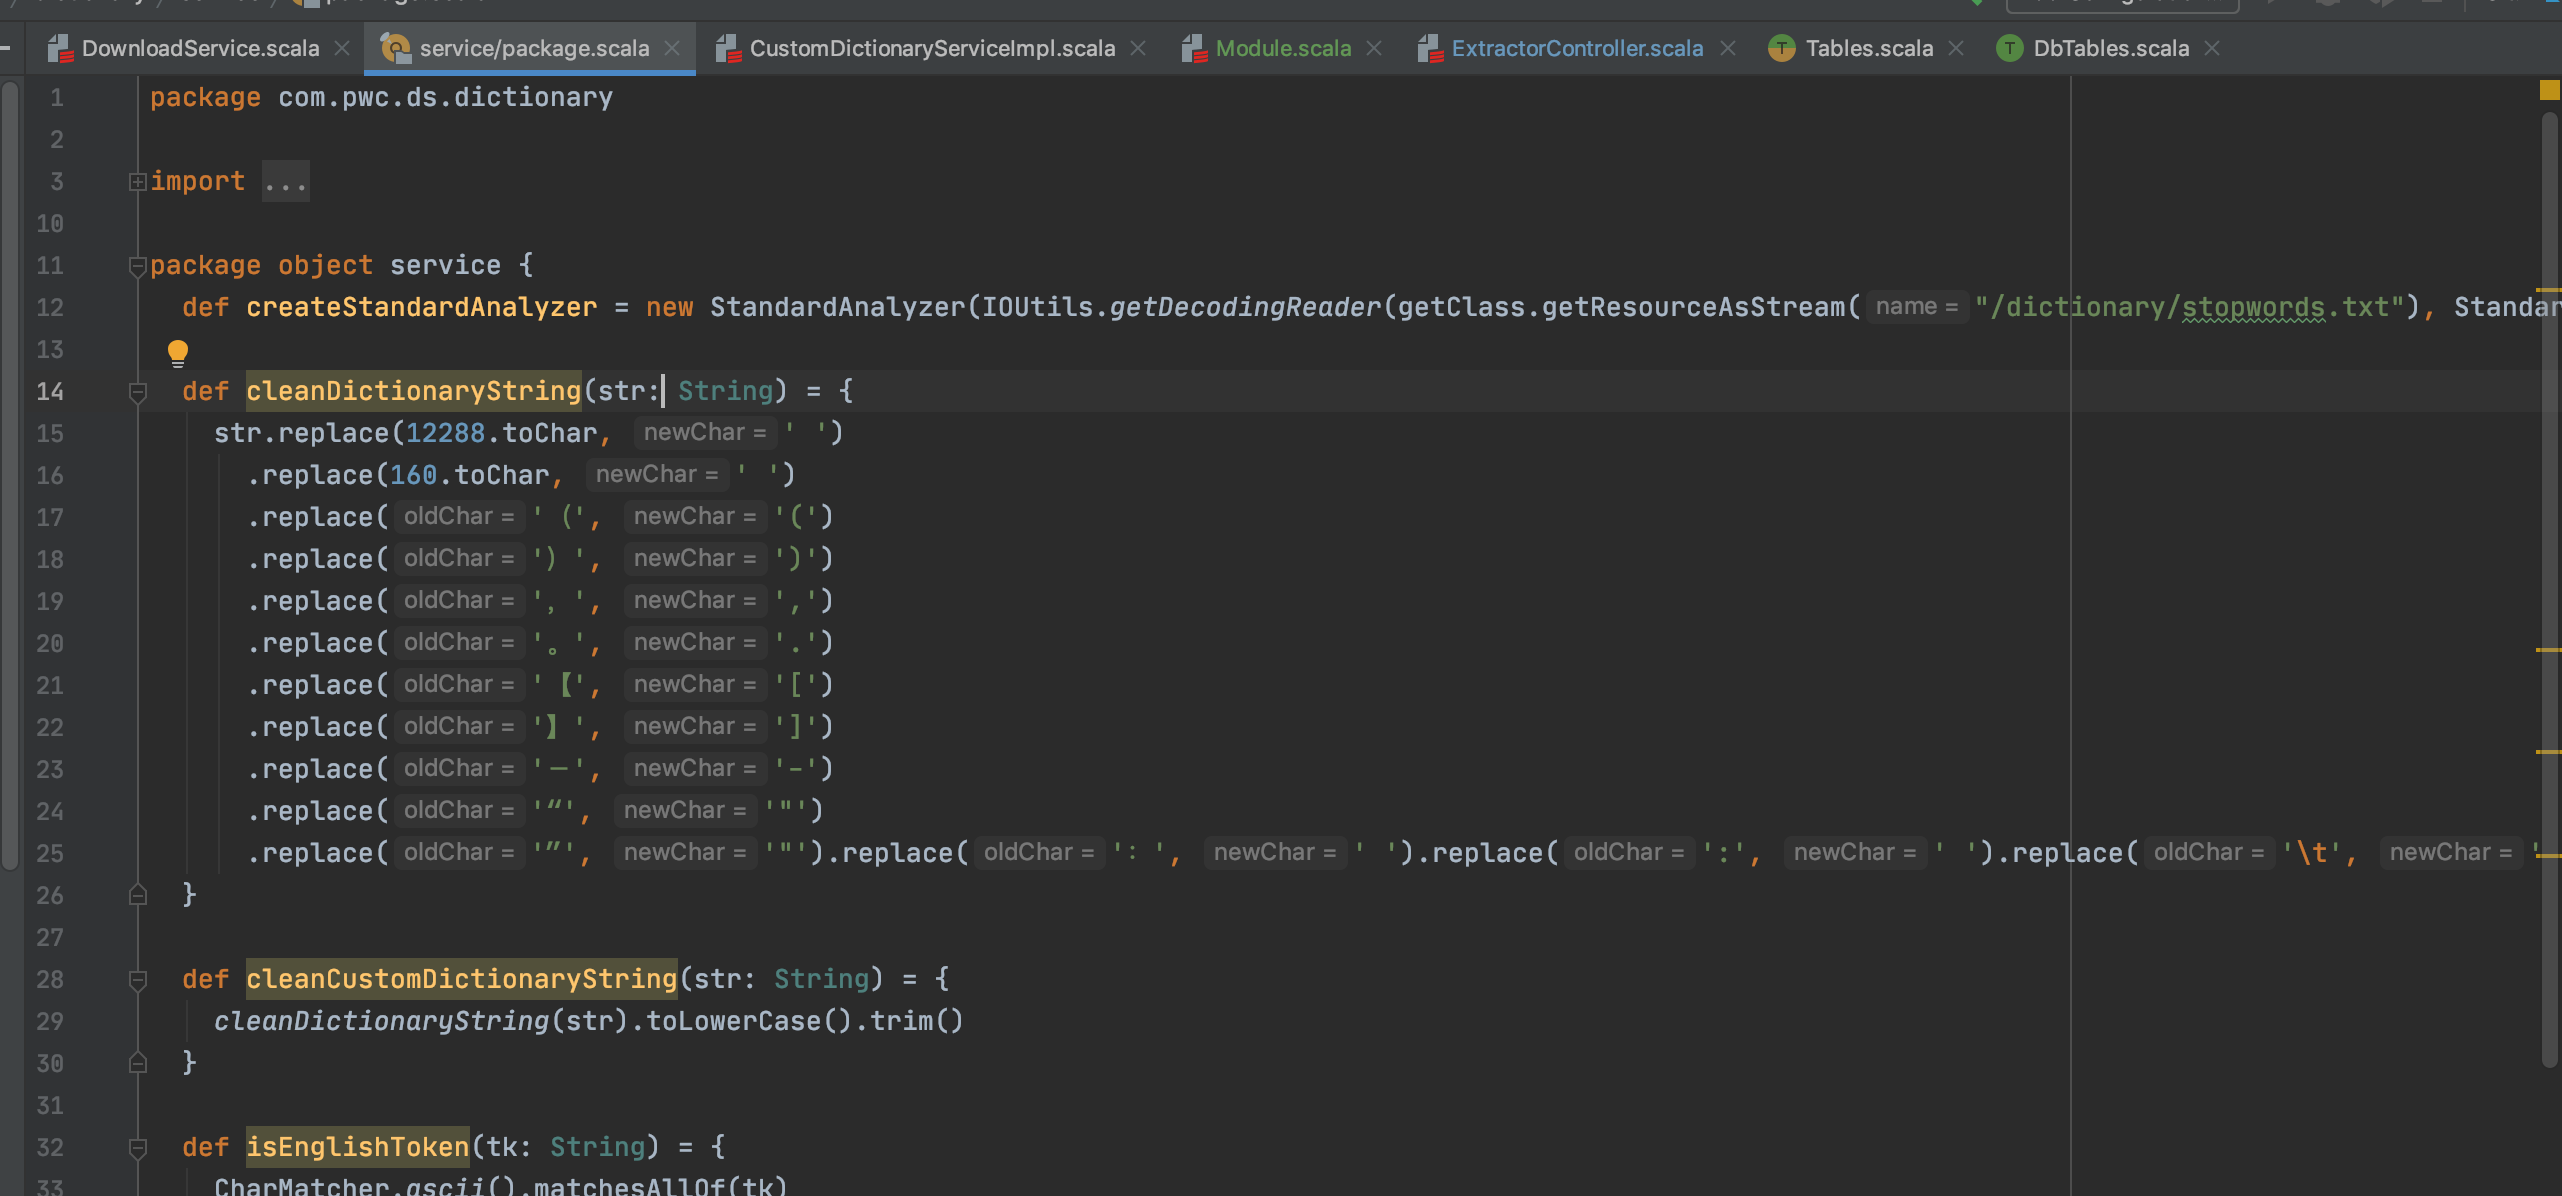 DownloadService.scala service/package.scala CustomDictionaryServiceImpl.scala Module.scala ExtractorController.scala Tables.scala DbTables.scala
1 package com.pwc.ds.dictionary
2
3 import ...
10
11 package object service {
12 def createStandardAnalyzer = new StandardAnalyzer(IOUtils.getDecodingReader(getClass.getResourceAsStream( name = "/dictionary/stopwords.txt"), Standar
13
14 def cleanDictionaryString(str: String) = {
15 str.replace(12288.toChar, newChar = ' ')
16 .replace(160.toChar, newChar = ' ')
17 .replace( oldChar = '（', newChar = '(')
18 .replace( oldChar = '）', newChar = ')')
19 .replace( oldChar = '，', newChar = ',')
20 .replace( oldChar = '。', newChar = '.')
21 .replace( oldChar = '【', newChar = '[')
22 .replace( oldChar = '】', newChar = ']')
23 .replace( oldChar = '－', newChar = '-')
24 .replace( oldChar = '“', newChar = '"')
25 .replace( oldChar = '”', newChar = '"').replace( oldChar = '：', newChar = ' ').replace( oldChar = ':', newChar = ' ').replace( oldChar = '\t', newChar = '
26 }
27
28 def cleanCustomDictionaryString(str: String) = {
29 cleanDictionaryString(str).toLowerCase().trim()
30 }
31
32 def isEnglishToken(tk: String) = {
33 CharMatcher.ascii().matchesAllOf(tk)